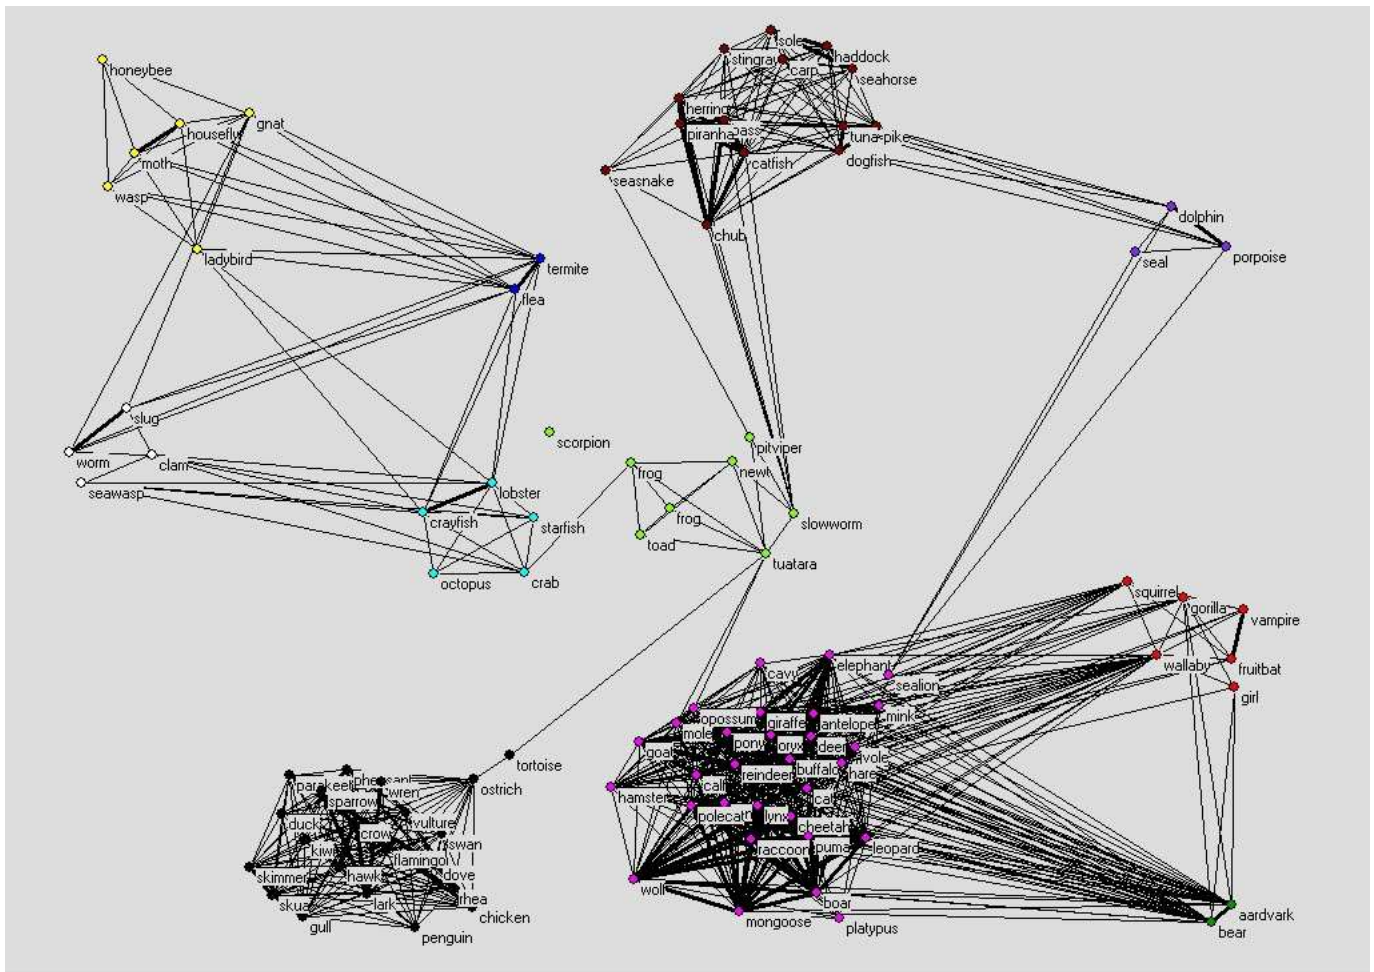 honeybee
gnat
housefly
moth
wasp
ladybird
termite
flea
sole
haddock
stingray
carp
seahorse
herring
piranha
tuna
pike
catfish
dogfish
seasnake
chub
dolphin
seal
porpoise
slug
worm
clam
seawasp
scorpion
lobster
crayfish
starfish
octopus
crab
frog
newt
pitviper
frog
toad
slowworm
tuatara
squirrel
gorilla
vampire
wallaby
fruitbat
girl
cavy
elephant
sealion
opossum
giraffe
antelope
mink
mole
pony
oryx
deer
vole
goat
reindeer
buffalo
hare
hamster
calf
cat
polecat
lynx
cheetah
raccoon
puma
leopard
wolf
boar
mongoose
platypus
aardvark
bear
tortoise
ostrich
parakeet
wren
sparrow
duck
crow
vulture
swan
kiwi
flamingo
skimmer
hawk
dove
skua
lark
rhea
gull
chicken
penguin